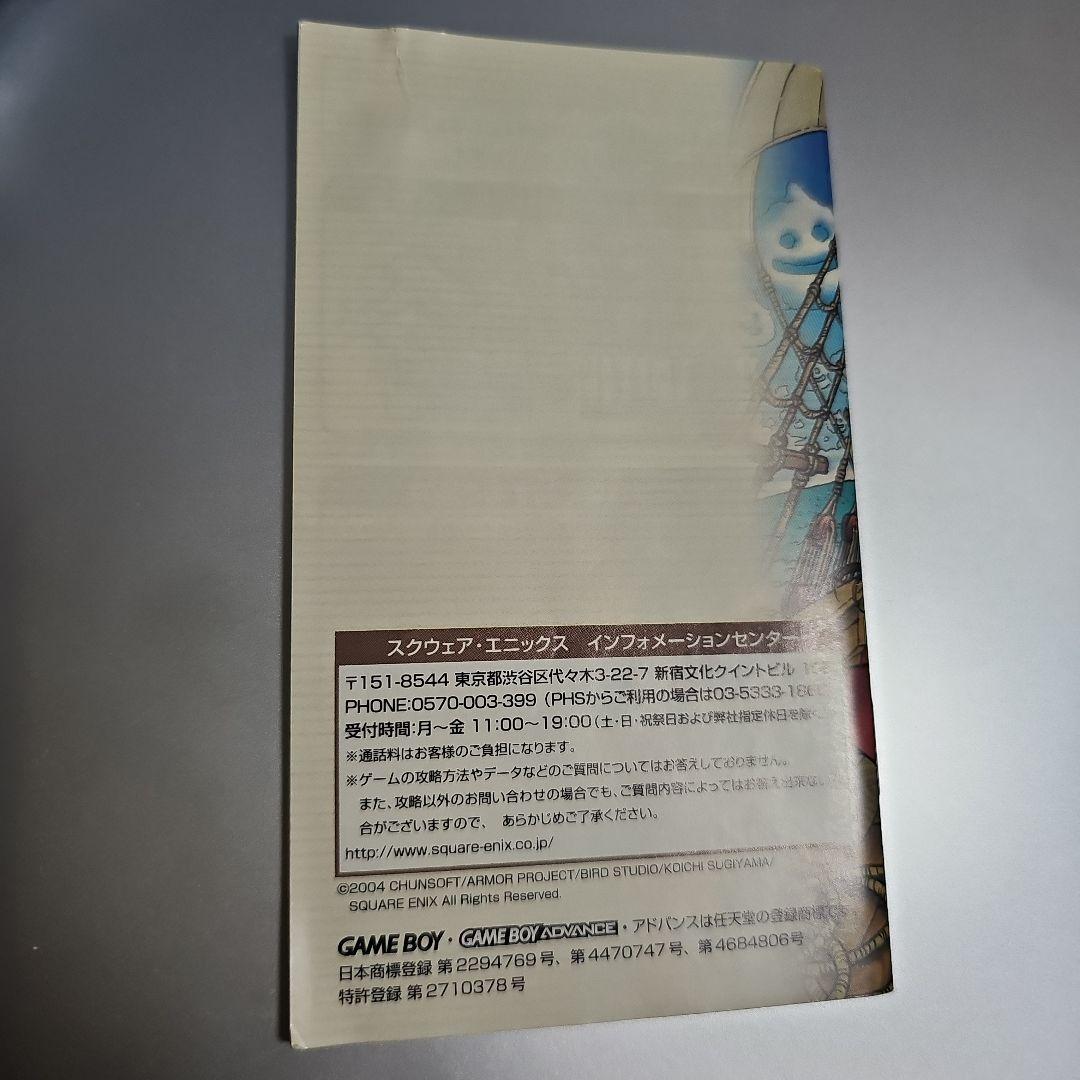 スクウェア・エニックス インフォメーションセンター
〒151-8544 東京都渋谷区代々木3-22-7 新宿文化クイントビル
PHONE:0570-003-399 (PHSからご利用の場合は03-5333-186
受付時間:月〜金 11:00〜19:00(土・日・祝祭日および弊社指定休日を除く
※通話料はお客様のご負担になります。
※ゲームの攻略方法やデータなどのご質問についてはお答えしておりません。
また、攻略以外のお問い合わせの場合でも、ご質問内容によってはお答え出来ない
合がございますので、 あらかじめご了承ください。
http://www.square-enix.co.jp/
©2004 CHUNSOFT/ARMOR PROJECT/BIRD STUDIO/KOICHI SUGIYAMA/
SQUARE ENIX All Rights Reserved.
GAME BOY・GAME BOY ADVANCE・アドバンスは任天堂の登録商標です
日本商標登録 第2294769号、第4470747号、第4684806号
特許登録 第2710378号